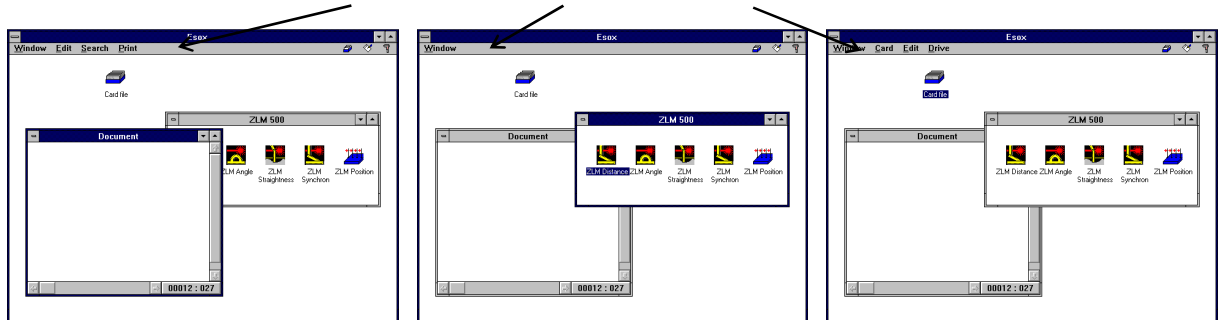 Esox
Window Edit Search Print
Card file
ZLM 500
Document
ZLM Angle ZLM Straightness ZLM Synchron ZLM Position
00012 : 027
Esox
Window
Card file
ZLM 500
Document
ZLM Distance ZLM Angle ZLM Straightness ZLM Synchron ZLM Position
00012 : 027
Esox
Window Card Edit Drive
Card file
ZLM 500
Document
ZLM Distance ZLM Angle ZLM Straightness ZLM Synchron ZLM Position
00012 : 027